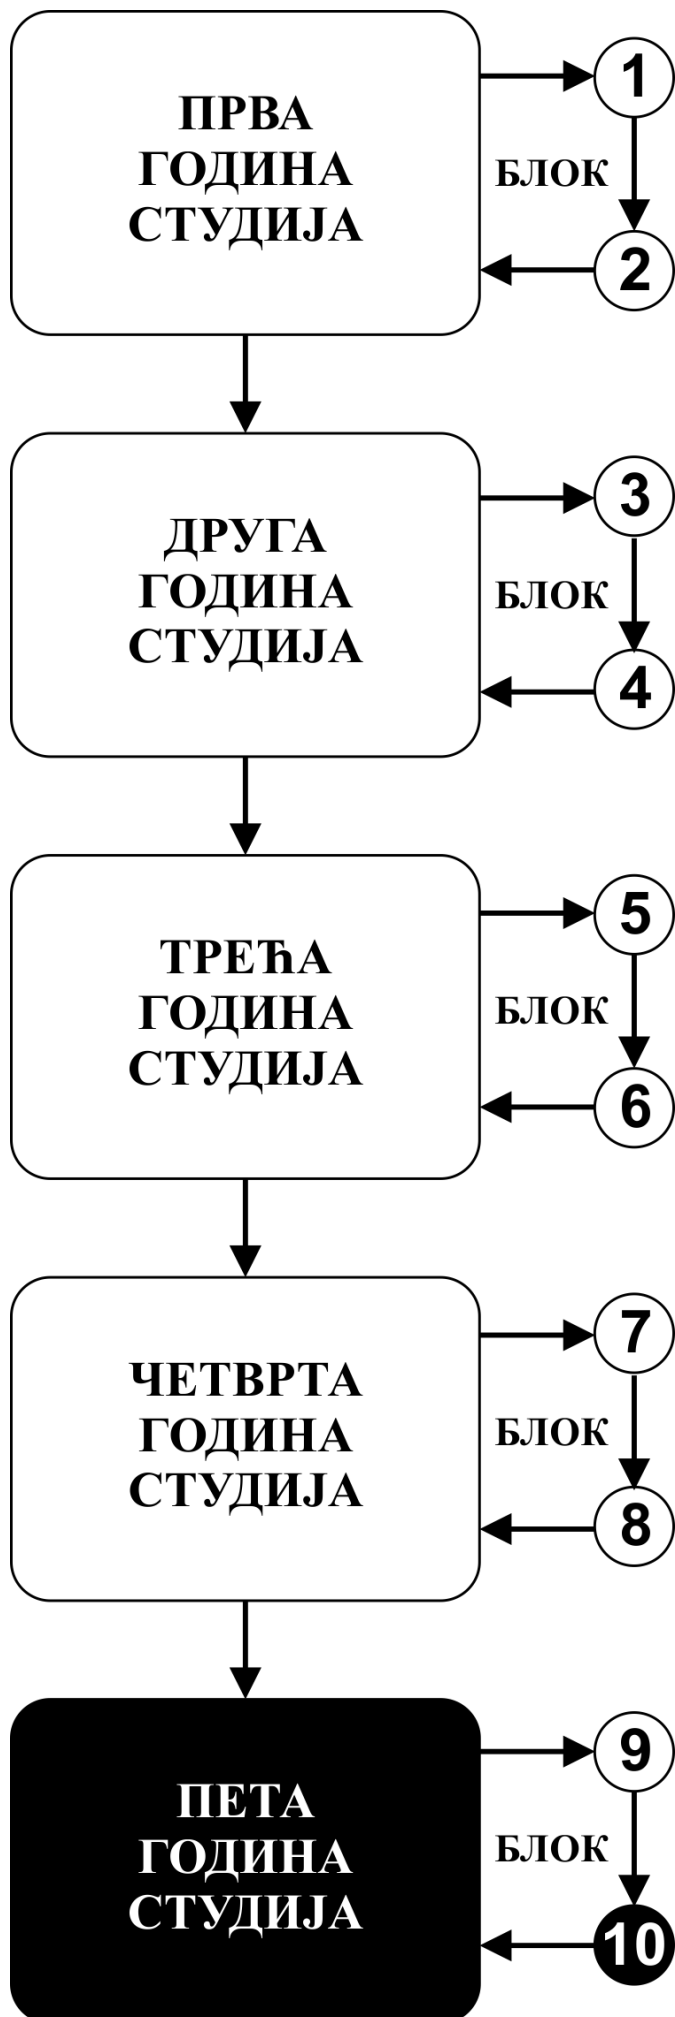 ПРВА
ГОДИНА
СТУДИЈА
1
БЛОК
2
ДРУГА
ГОДИНА
СТУДИЈА
3
БЛОК
4
ТРЕЋА
ГОДИНА
СТУДИЈА
5
БЛОК
6
ЧЕТВРТА
ГОДИНА
СТУДИЈА
7
БЛОК
8
ПЕТА
ГОДИНА
СТУДИЈА
9
БЛОК
10